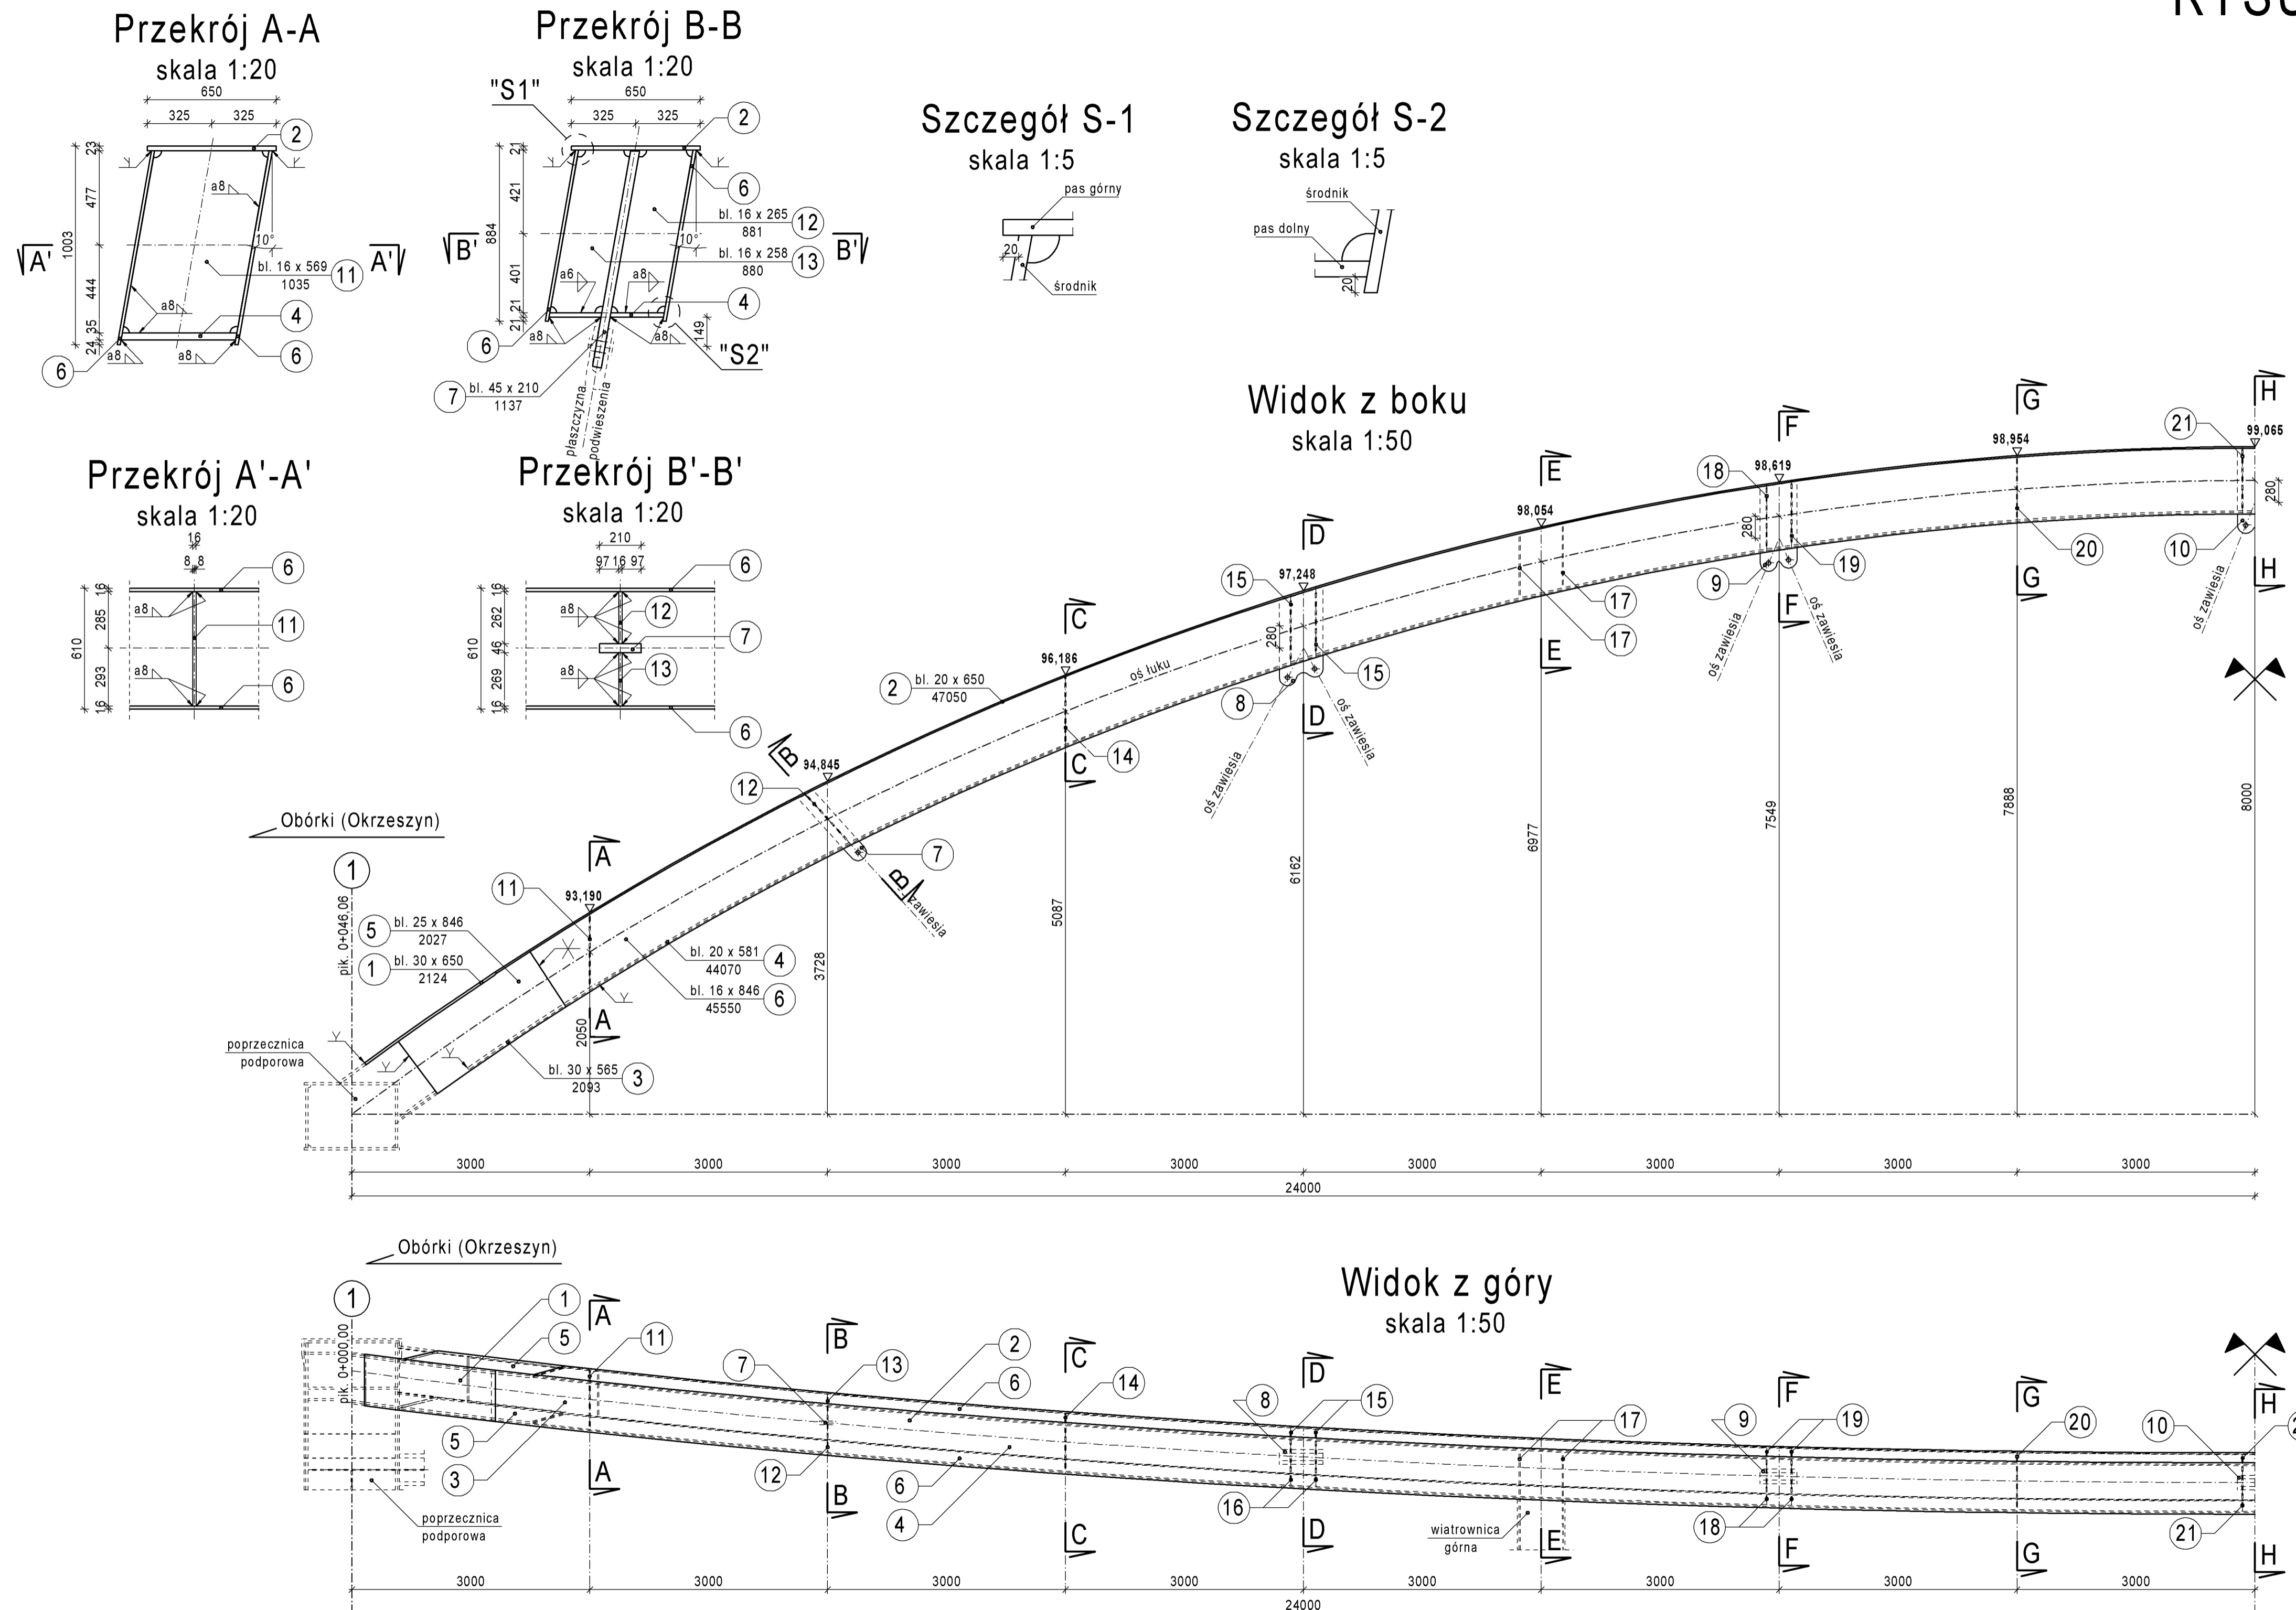 Przekrój A-A
skala 1:20
650
325
325
2
23
477
1003
444
35
24
a8
10°
A'
A'
bl. 16 x 569
1035
11
a8
4
6
a8
a8
6
Przekrój B-B
skala 1:20
"S1"
650
325
325
2
21
421
884
401
21
21
6
bl. 16 x 265
881
12
10°
B'
B'
bl. 16 x 258
880
13
a6
a8
4
a8
a8
149
6
"S2"
7
bl. 45 x 210
1137
płaszczyzna
podwieszenia
Szczegół S-1
skala 1:5
pas górny
20
środnik
Szczegół S-2
skala 1:5
środnik
pas dolny
20
Przekrój A'-A'
skala 1:20
16
8
8
6
16
285
610
293
16
a8
11
a8
6
Przekrój B'-B'
skala 1:20
210
97
16
97
6
16
262
610
46
269
16
a8
12
7
a8
13
6
Widok z boku
skala 1:50
H
99,065
21
G
98,954
F
98,619
18
E
98,054
280
280
20
10
19
9
G
H
F
oś zawiesia
oś zawiesia
oś zawiesia
D
97,248
15
17
17
E
280
15
8
D
oś zawiesia
oś zawiesia
C
96,186
oś łuku
2
bl. 20 x 650
47050
14
C
B
94,845
12
7
B
zawiesia
Obórki (Okrzeszyn)
1
pik. 0+046,06
A
93,190
11
5
bl. 25 x 846
2027
1
bl. 30 x 650
2124
bl. 20 x 581
44070
4
bl. 16 x 846
45550
6
A
poprzecznica
podporowa
bl. 30 x 565
2093
3
2050
3728
5087
6162
6977
7549
7888
8000
3000
3000
3000
3000
3000
3000
3000
3000
24000
Obórki (Okrzeszyn)
Widok z góry
skala 1:50
1
pik. 0+000,00
1
5
A
11
B
7
13
2
6
C
14
D
8
15
E
17
F
9
19
G
20
H
10
5
3
A
12
B
6
4
C
16
D
wiatrownica
górna
E
18
F
G
21
H
poprzecznica
podporowa
3000
3000
3000
3000
3000
3000
3000
3000
24000